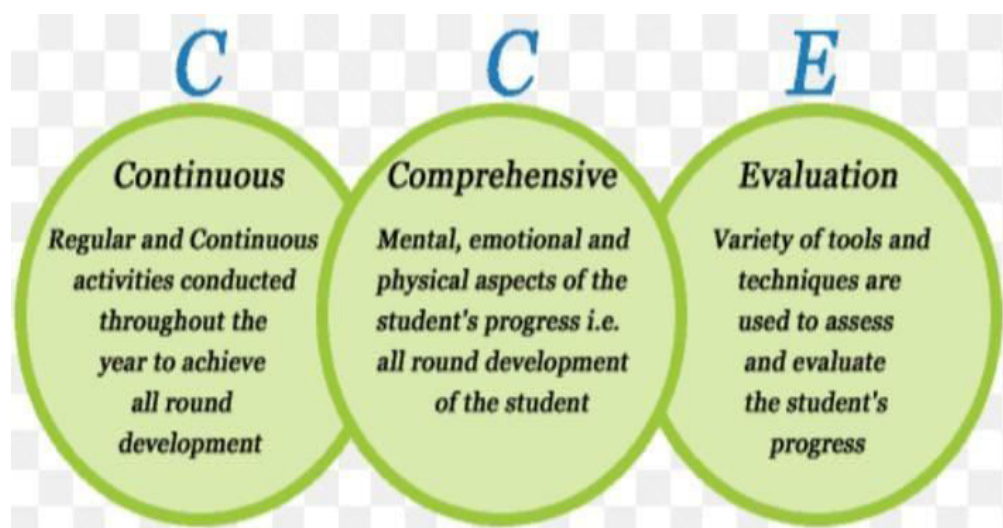 C
Continuous
Regular and Continuous
activities conducted
throughout the
year to achieve
all round
development
C
Comprehensive
Mental, emotional and
physical aspects of the
student's progress i.e.
all round development
of the student
E
Evaluation
Variety of tools and
techniques are
used to assess
and evaluate
the student's
progress